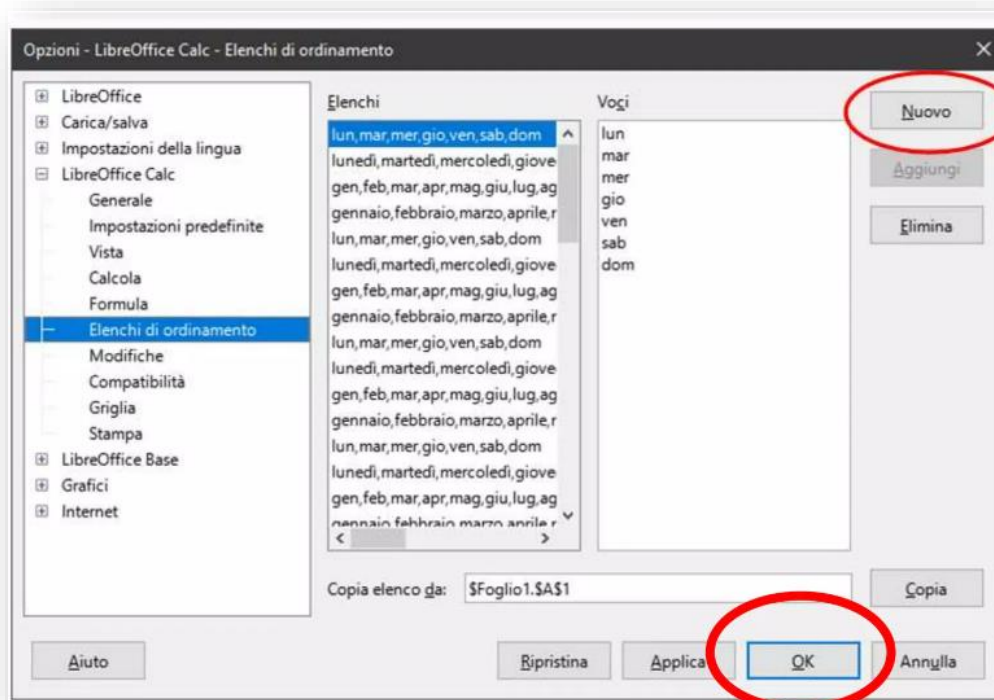 Opzioni - LibreOffice Calc - Elenchi di ordinamento
LibreOffice
Carica/salva
Impostazioni della lingua
LibreOffice Calc
Generale
Impostazioni predefinite
Vista
Calcola
Formula
Elenchi di ordinamento
Modifiche
Compatibilità
Griglia
Stampa
LibreOffice Base
Grafici
Internet
Elenchi
lun,mar,mer,gio,ven,sab,dom
lunedì,martedì,mercoledì,giove
gen,feb,mar,apr,mag,giu,lug,ag
gennaio,febbraio,marzo,aprile,r
lun,mar,mer,gio,ven,sab,dom
lunedì,martedì,mercoledì,giove
gen,feb,mar,apr,mag,giu,lug,ag
gennaio,febbraio,marzo,aprile,r
lun,mar,mer,gio,ven,sab,dom
lunedì,martedì,mercoledì,giove
gen,feb,mar,apr,mag,giu,lug,ag
gennaio,febbraio,marzo,aprile,r
lun,mar,mer,gio,ven,sab,dom
lunedì,martedì,mercoledì,giove
gen,feb,mar,apr,mag,giu,lug,ag
gennaio,febbraio,marzo,aprile,r
Voci
lun
mar
mer
gio
ven
sab
dom
Nuovo
Aggiungi
Elimina
Copia elenco da: $Foglio1.$A$1
Copia
Aiuto
Ripristina
Applica
OK
Annulla